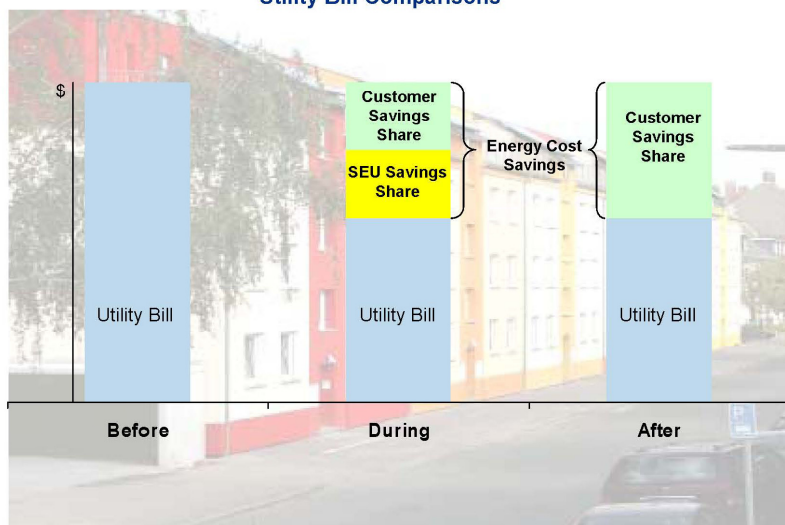 Utility Bill Comparisons
$
Customer
Savings
Share
SEU Savings
Share
Energy Cost
Savings
Customer
Savings
Share
Utility Bill
Utility Bill
Utility Bill
Before
During
After